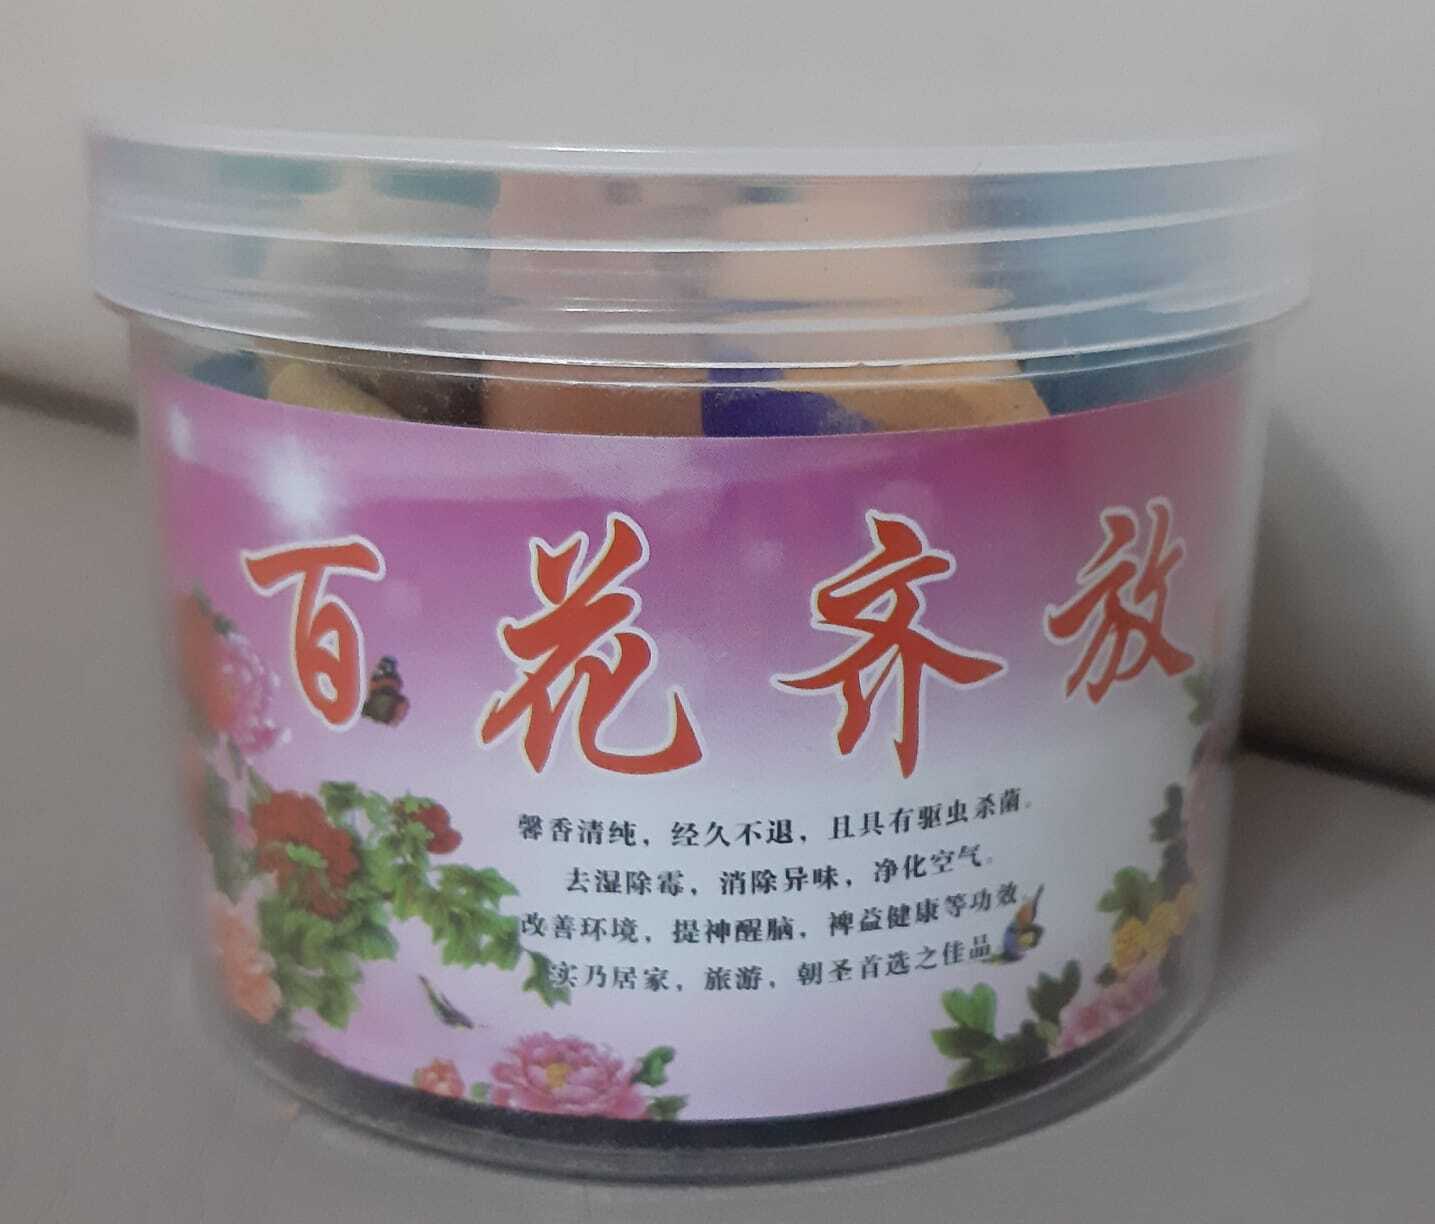 百花齐放
馨香清纯，经久不退，且具有驱虫杀菌。
去湿除霉，消除异味，净化空气。
改善环境，提神醒脑，裨益健康等功效。
实乃居家，旅游，朝圣首选之佳品